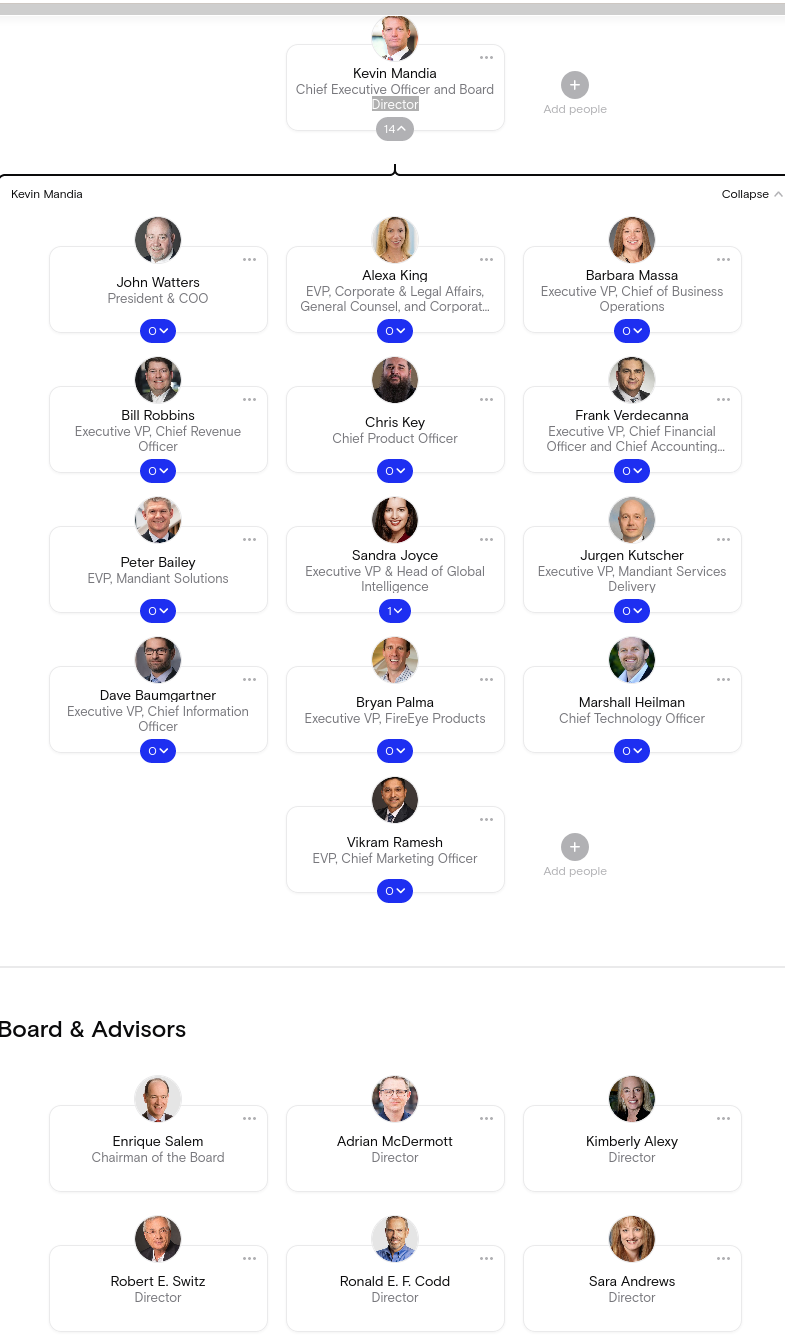 Kevin Mandia
Chief Executive Officer and Board
Director
14
Add people
Kevin Mandia
Collapse
John Watters
President & COO
0
Alexa King
EVP, Corporate & Legal Affairs,
General Counsel, and Corporat...
0
Barbara Massa
Executive VP, Chief of Business
Operations
0
Bill Robbins
Executive VP, Chief Revenue
Officer
0
Chris Key
Chief Product Officer
0
Frank Verdecanna
Executive VP, Chief Financial
Officer and Chief Accounting...
0
Peter Bailey
EVP, Mandiant Solutions
0
Sandra Joyce
Executive VP & Head of Global
Intelligence
1
Jurgen Kutscher
Executive VP, Mandiant Services
Delivery
0
Dave Baumgartner
Executive VP, Chief Information
Officer
0
Bryan Palma
Executive VP, FireEye Products
0
Marshall Heilman
Chief Technology Officer
0
Vikram Ramesh
EVP, Chief Marketing Officer
0
Add people
Board & Advisors
Enrique Salem
Chairman of the Board
Adrian McDermott
Director
Kimberly Alexy
Director
Robert E. Switz
Director
Ronald E. F. Codd
Director
Sara Andrews
Director